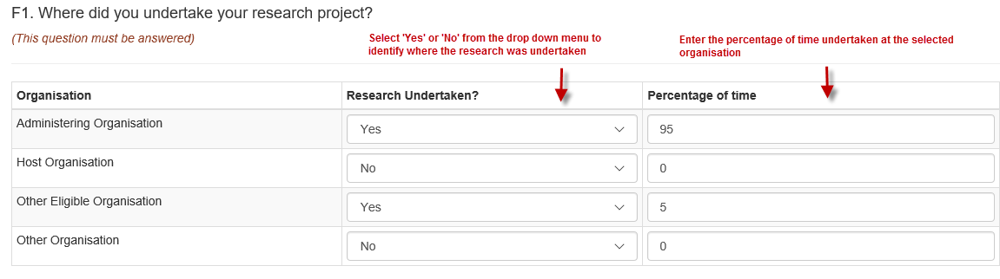 F1. Where did you undertake your research project?
(This question must be answered)
Select 'Yes' or 'No' from the drop down menu to
identify where the research was undertaken
Enter the percentage of time undertaken at the selected
organisation
Organisation Research Undertaken? Percentage of time
Administering Organisation Yes 95
Host Organisation No 0
Other Eligible Organisation Yes 5
Other Organisation No 0